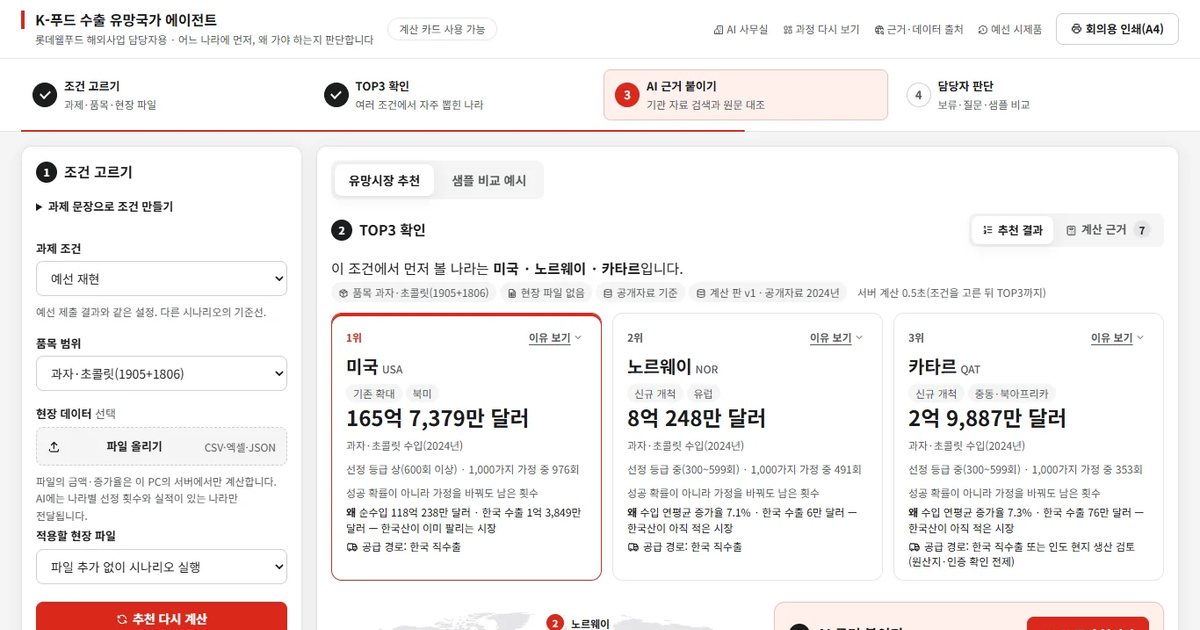 K-푸드 수출 유망국가 에이전트
롯데웰푸드 해외사업 담당자용 · 어느 나라에 먼저, 왜 가야 하는지 판단합니다
계산 카드 사용 가능
AI 사무실
과정 다시 보기
근거·데이터 출처
예선 시제품
회의용 인쇄(A4)
조건 고르기
과제·품목·현장 파일
TOP3 확인
여러 조건에서 자주 뽑힌 나라
3
AI 근거 붙이기
기관 자료 검색과 원문 대조
4
담당자 판단
보류·질문·샘플 비교
1 조건 고르기
▶ 과제 문장으로 조건 만들기
과제 조건
예선 재현
예선 제출 결과와 같은 설정. 다른 시나리오의 기준선.
품목 범위
과자·초콜릿(1905+1806)
현장 데이터 선택
파일 올리기 CSV·엑셀·JSON
파일의 금액·증가율은 이 PC의 서버에서만 계산합니다.
AI에는 나라별 선정 횟수와 실적이 있는 나라만
전달됩니다.
적용할 현장 파일
파일 추가 없이 시나리오 실행
추천 다시 계산
유망시장 추천
샘플 비교 예시
2 TOP3 확인
추천 결과
계산 근거 7
이 조건에서 먼저 볼 나라는 미국 · 노르웨이 · 카타르입니다.
품목 과자·초콜릿(1905+1806)
현장 파일 없음
공개자료 기준
계산 판 v1 · 공개자료 2024년
서버 계산 0.5초(조건을 고른 뒤 TOP3까지)
1위 이유 보기
미국 USA
기존 확대 북미
165억 7,379만 달러
과자·초콜릿 수입(2024년)
선정 등급 상(600회 이상) · 1,000가지 가정 중 976회
성공 확률이 아니라 가정을 바꿔도 남은 횟수
왜 순수입 118억 238만 달러 · 한국 수출 1억 3,849만
달러 — 한국산이 이미 팔리는 시장
공급 경로: 한국 직수출
2위 이유 보기
노르웨이 NOR
신규 개척 유럽
8억 248만 달러
과자·초콜릿 수입(2024년)
선정 등급 중(300~599회) · 1,000가지 가정 중 491회
성공 확률이 아니라 가정을 바꿔도 남은 횟수
왜 수입 연평균 증가율 7.1% · 한국 수출 6만 달러 —
한국산이 아직 적은 시장
공급 경로: 한국 직수출
3위 이유 보기
카타르 QAT
신규 개척 중동·북아프리카
2억 9,887만 달러
과자·초콜릿 수입(2024년)
선정 등급 중(300~599회) · 1,000가지 가정 중 353회
성공 확률이 아니라 가정을 바꿔도 남은 횟수
왜 수입 연평균 증가율 7.3% · 한국 수출 76만 달러 —
한국산이 아직 적은 시장
공급 경로: 한국 직수출 또는 인도 현지 생산 검토
(원산지·인증 확인 전제)
2 노르웨이